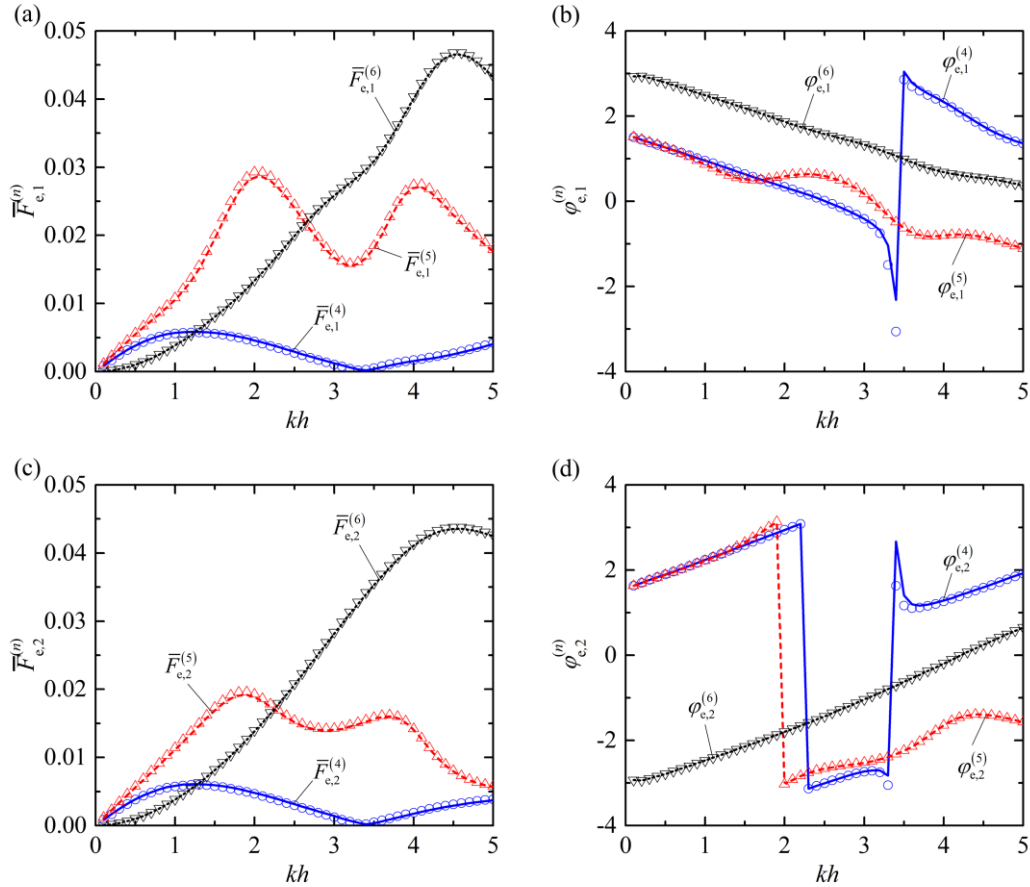 (a)
0.05
0.04
0.03
0.02
0.01
0.00
F̅e,1(n)
F̅e,1(6)
F̅e,1(5)
F̅e,1(4)
0 1 2 3 4 5
kh
(b)
4
2
0
-2
-4
φe,1(n)
φe,1(6)
φe,1(4)
φe,1(5)
0 1 2 3 4 5
kh
(c)
0.05
0.04
0.03
0.02
0.01
0.00
F̅e,2(n)
F̅e,2(6)
F̅e,2(5)
F̅e,2(4)
0 1 2 3 4 5
kh
(d)
4
2
0
-2
-4
φe,2(n)
φe,2(4)
φe,2(6)
φe,2(5)
0 1 2 3 4 5
kh